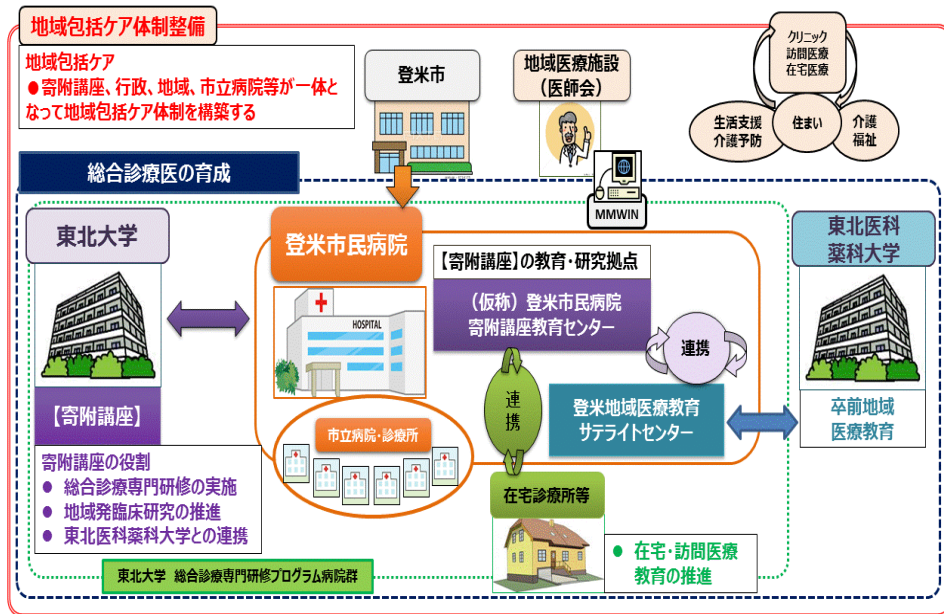 地域包括ケア体制整備
地域包括ケア
●寄附講座、行政、地域、市立病院等が一体と
なって地域包括ケア体制を構築する
登米市
地域医療施設
(医師会)
クリニック
訪問医療
在宅医療
生活支援
介護予防
住まい
介護
福祉
総合診療医の育成
MMWIN
東北大学
登米市民病院
東北医科
薬科大学
【寄附講座】の教育・研究拠点
(仮称)登米市民病院
寄附講座教育センター
HOSPITAL
連携
連携
登米地域医療教育
サテライトセンター
卒前地域
医療教育
【寄附講座】
寄附講座の役割
● 総合診療専門研修の実施
● 地域発臨床研究の推進
● 東北医科薬科大学との連携
市立病院・診療所
在宅診療所等
● 在宅・訪問医療
教育の推進
東北大学 総合診療専門研修プログラム病院群